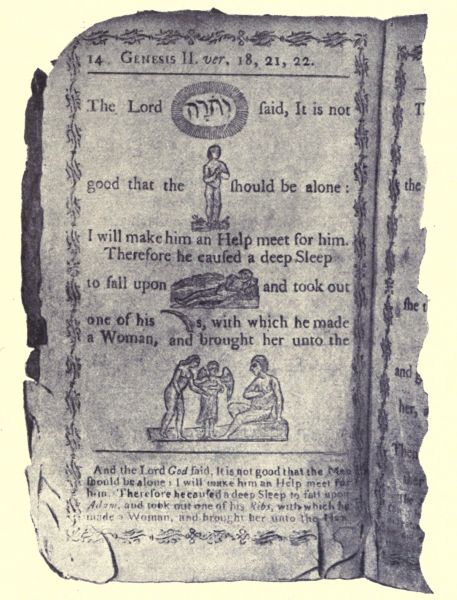 14 GENESIS II. ver. 18, 21, 22.
The Lord יהוה ſaid, It is not
good that the ſhould be alone :
I will make him an Help meet for him.
Therefore he cauſed a deep Sleep
to fall upon and took out
one of his s, with which he made
a Woman, and brought her unto the
And the Lord God ſaid, It is not good that the Man
ſhould be alone : I will make him an Help meet for
him. Therefore he cauſed a deep Sleep to fall upon
Adam, and took out one of his Ribs, with which he
made a Woman, and brought her unto the Man
T
the
ſhe
and
her,